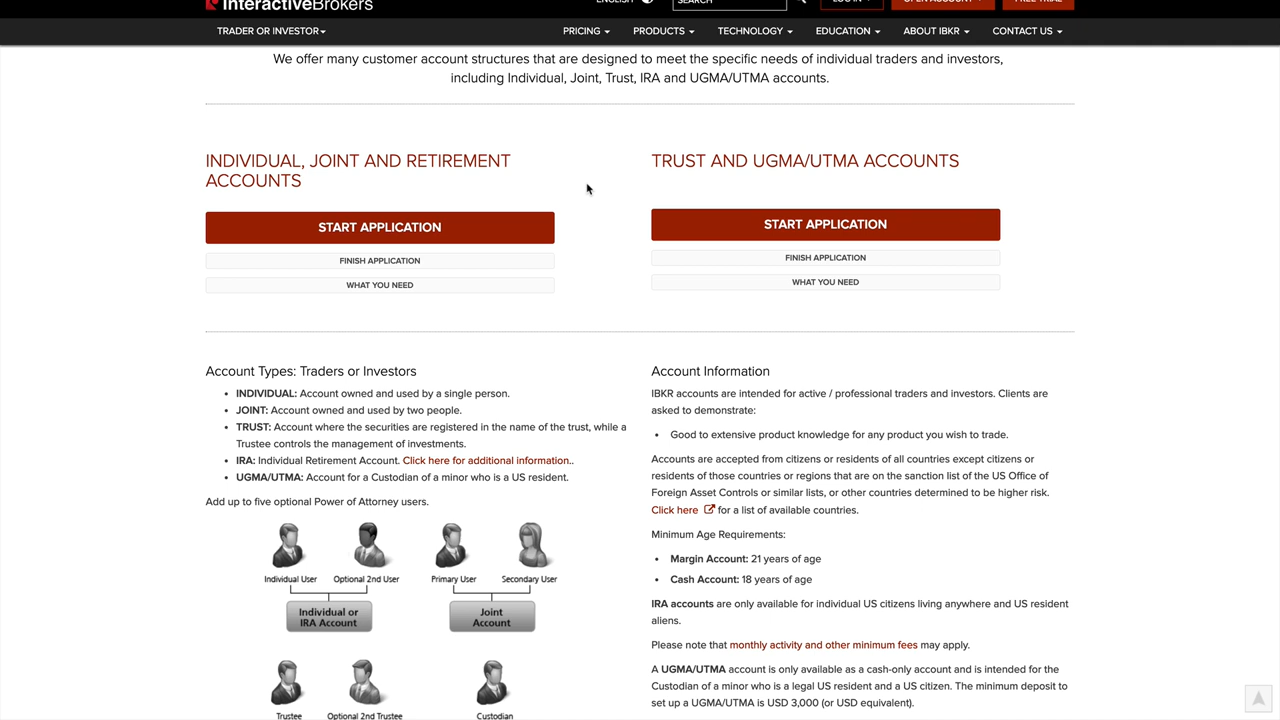 InteractiveBrokers
ENGLISH
SEARCH
FREE TRIAL
TRADER OR INVESTOR
PRICING
PRODUCTS
TECHNOLOGY
EDUCATION
ABOUT IBKR
CONTACT US
We offer many customer account structures that are designed to meet the specific needs of individual traders and investors,
including Individual, Joint, Trust, IRA and UGMA/UTMA accounts.
INDIVIDUAL, JOINT AND RETIREMENT
ACCOUNTS
START APPLICATION
FINISH APPLICATION
WHAT YOU NEED
TRUST AND UGMA/UTMA ACCOUNTS
START APPLICATION
FINISH APPLICATION
WHAT YOU NEED
Account Types: Traders or Investors
• INDIVIDUAL: Account owned and used by a single person.
• JOINT: Account owned and used by two people.
• TRUST: Account where the securities are registered in the name of the trust, while a
Trustee controls the management of investments.
• IRA: Individual Retirement Account. Click here for additional information..
• UGMA/UTMA: Account for a Custodian of a minor who is a US resident.
Add up to five optional Power of Attorney users.
Individual User
Optional 2nd User
Primary User
Secondary User
Individual or
IRA Account
Joint
Account
Trustee
Optional 2nd Trustee
Custodian
Account Information
IBKR accounts are intended for active / professional traders and investors. Clients are
asked to demonstrate:
• Good to extensive product knowledge for any product you wish to trade.
Accounts are accepted from citizens or residents of all countries except citizens or
residents of those countries or regions that are on the sanction list of the US Office of
Foreign Asset Controls or similar lists, or other countries determined to be higher risk.
Click here for a list of available countries.
Minimum Age Requirements:
• Margin Account: 21 years of age
• Cash Account: 18 years of age
IRA accounts are only available for individual US citizens living anywhere and US resident
aliens.
Please note that monthly activity and other minimum fees may apply.
A UGMA/UTMA account is only available as a cash-only account and is intended for the
Custodian of a minor who is a legal US resident and a US citizen. The minimum deposit to
set up a UGMA/UTMA is USD 3,000 (or USD equivalent).